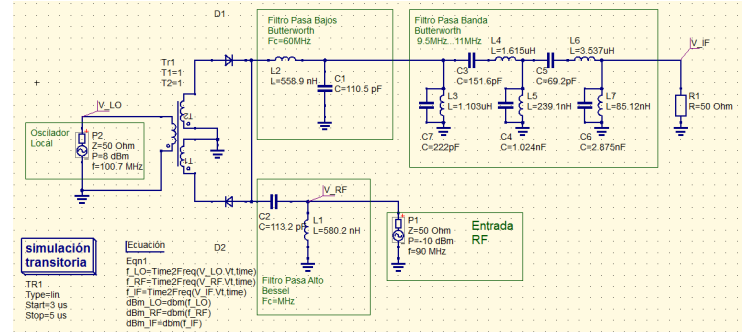 D1
Filtro Pasa Bajos
Butterworth
Fc=60MHz
Filtro Pasa Banda
Butterworth
9.5MHz...11MHz
L4
L=1.615uH
L6
L=3.537uH
V_IF
Tr1
T1=1
T2=1
L2
L=558.9 nH
C1
C=110.5 pF
C3
C=151.6pF
C5
C=69.2pF
V_LO
T2
T1
L3
L=1.103uH
L5
L=239.1nH
L7
L=85.12nH
R1
R=50 Ohm
Oscilador
Local
P2
Z=50 Ohm
P=8 dBm
f=100.7 MHz
C7
C=222pF
C4
C=1.024nF
C6
C=2.875nF
V_RF
C2
C=113.2 pF
L1
L=580.2 nH
P1
Z=50 Ohm
P=-10 dBm
f=90 MHz
Entrada
RF
simulación
transitoria
TR1
Type=lin
Start=3 us
Stop=5 us
Ecuación
Eqn1
f_LO=Time2Freq(V_LO.Vt,time)
f_RF=Time2Freq(V_RF.Vt,time)
f_IF=Time2Freq(V_IF.Vt,time)
dBm_LO=dbm(f_LO)
dBm_RF=dbm(f_RF)
dBm_IF=dbm(f_IF)
D2
Filtro Pasa Alto
Bessel
Fc=MHz